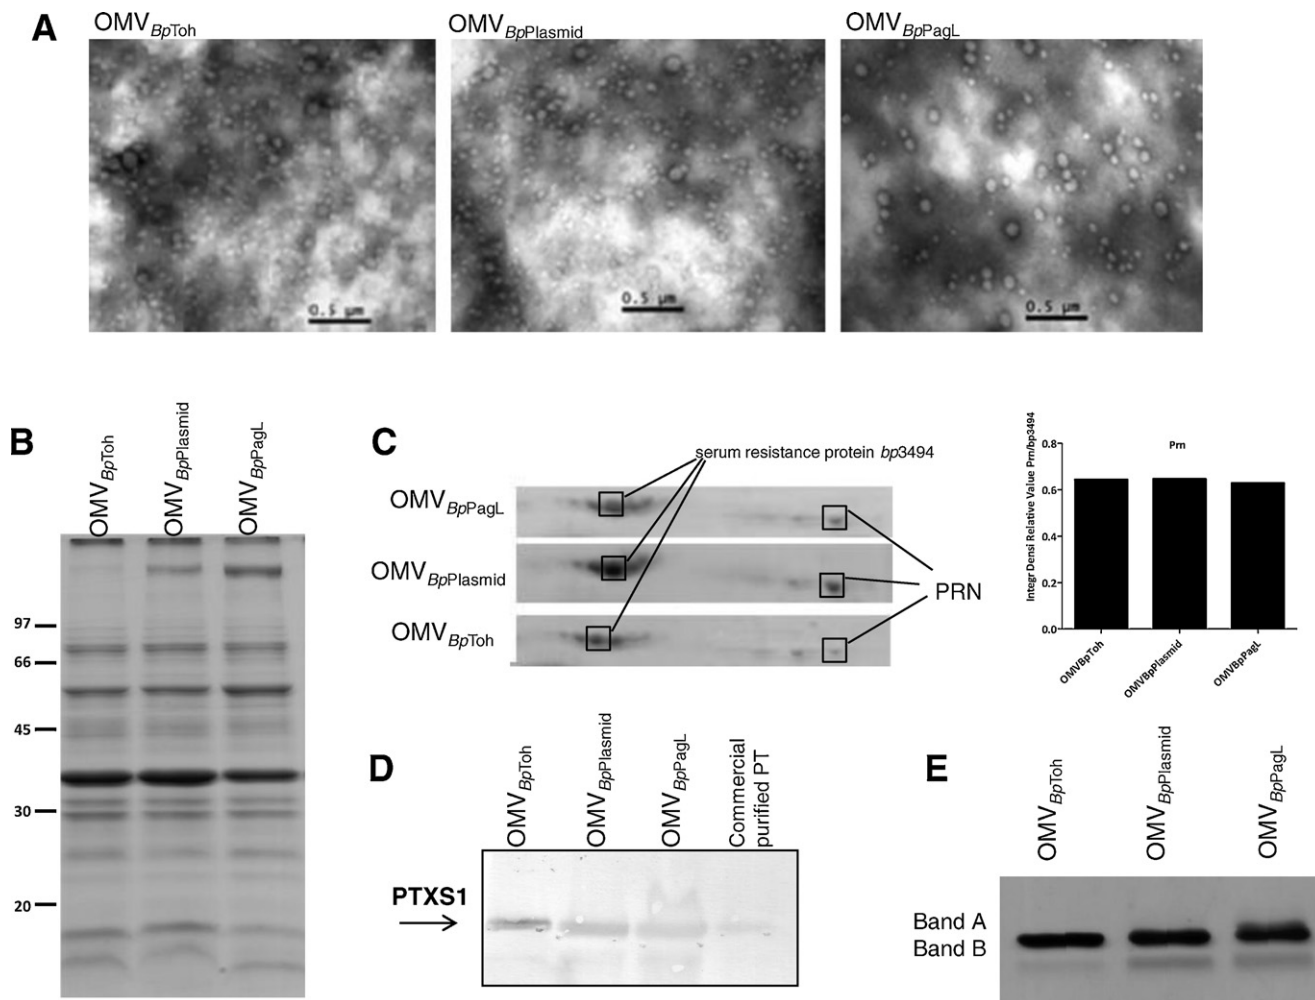 A
OMVBpToh
OMVBpPlasmid
OMVBpPagL
0.5 µm
0.5 µm
0.5 µm
B
OMVBpToh
OMVBpPlasmid
OMVBpPagL
97
66
45
30
20
C
serum resistance protein bp3494
OMVBpPagL
OMVBpPlasmid
OMVBpToh
PRN
Prn
Integr Densi Relative Value Prn/bp3494
0.8
0.6
0.4
0.2
0.0
OMVBpToh
OMVBpPlasmid
OMVBpPagL
D
OMVBpToh
OMVBpPlasmid
OMVBpPagL
Commercial
purified PT
PTXS1
E
OMVBpToh
OMVBpPlasmid
OMVBpPagL
Band A
Band B